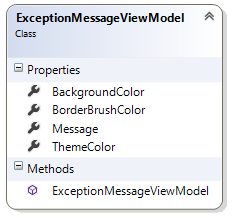 ExceptionMessageViewModel
Class
Properties
BackgroundColor
BorderBrushColor
Message
ThemeColor
Methods
ExceptionMessageViewModel